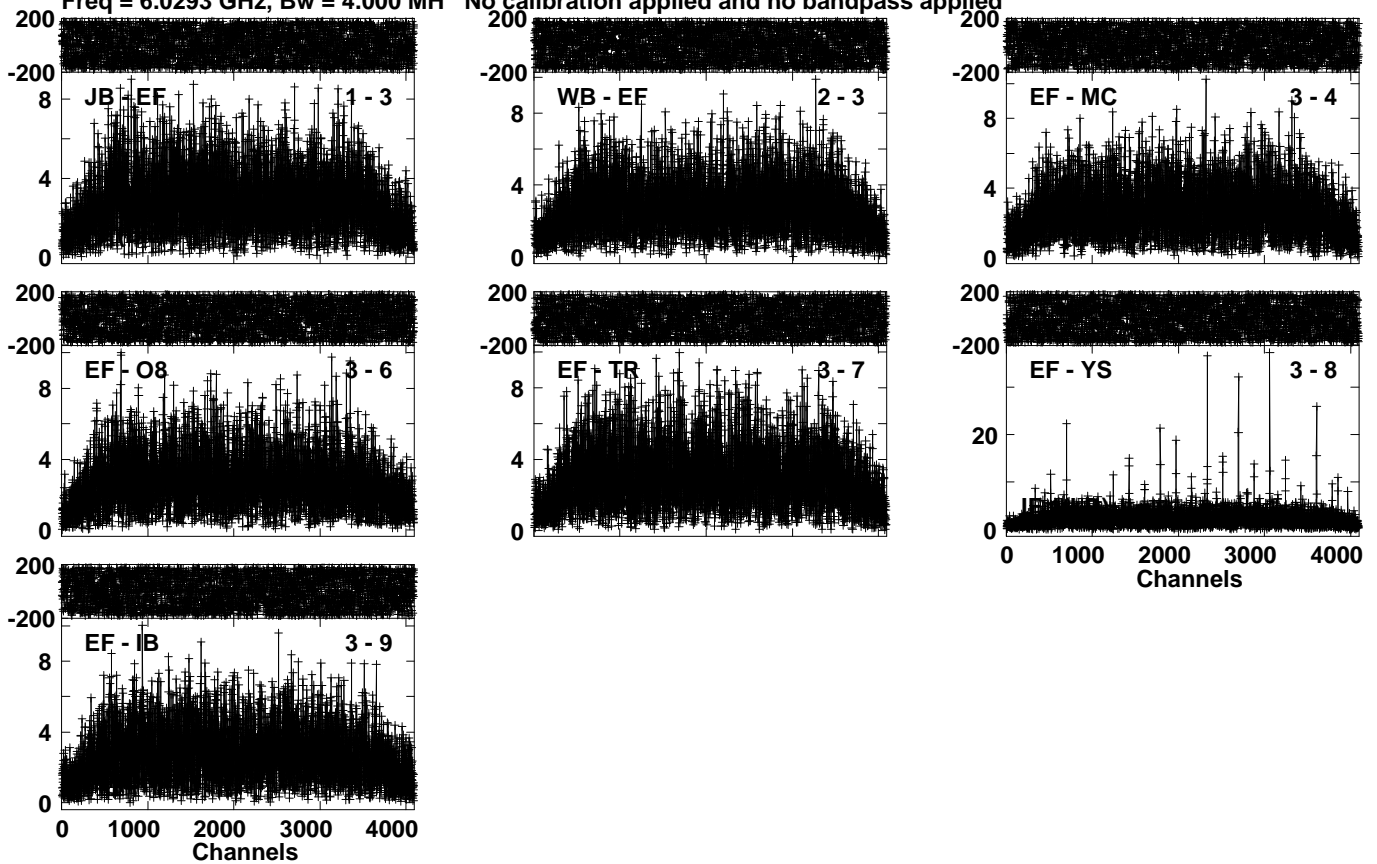 Freq = 6.0293 GHz, Bw = 4.000 MH No calibration applied and no bandpass applied
200
-200
JB - EF 1 - 3
8
4
0
200
-200
WB - EF 2 - 3
8
4
0
200
-200
EF - MC 3 - 4
8
4
0
200
-200
EF - O8 3 - 6
8
4
0
200
-200
EF - TR 3 - 7
8
4
0
200
-200
EF - YS 3 - 8
20
0
0 1000 2000 3000 4000
Channels
200
-200
EF - IB 3 - 9
8
4
0
0 1000 2000 3000 4000
Channels